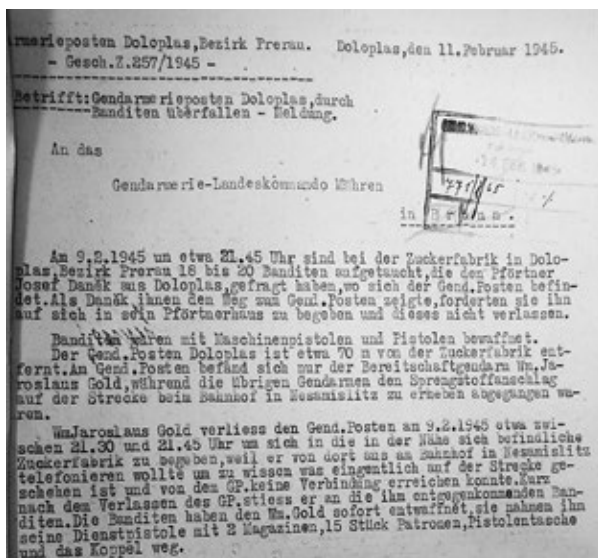 rmerieposten Doloplas,Bezirk Prerau. Doloplas,den 11.Februar 1945.
- Gesch.Z.257/1945 -
Betrifft:Gendarmerieposten Doloplas,durch
Banditen überfallen - Meldung.
An das
Gendarmerie-Landeskommando Mähren
in Brünn.
Am 9.2.1945 um etwa 21.45 Uhr sind bei der Zuckerfabrik in Dolo-
plas,Bezirk Prerau 18 bis 20 Banditen aufgetaucht,die den Pförtner
Josef Daněk aus Doloplas,gefragt haben,wo sich der Gend.Posten befin-
det.Als Daněk ihnen den Weg zum Gend.Posten zeigte,forderten sie ihn
auf sich in sein Pförtnerhaus zu begeben und dieses nicht verlassen.
Banditen waren mit Maschinenpistolen und Pistolen bewaffnet.
Der Gend.Posten Doloplas ist etwa 70 m von der Zuckerfabrik ent-
fernt.Am Gend.Posten befand sich nur der Bereitschaftgendarm Wm.Ja-
roslaus Gold,während die übrigen Gendarmen den Sprengstoffanschlag
auf der Strecke beim Bahnhof in Nesamislitz zu erheben abgegangen wa-
ren.
Wm.Jaroslaus Gold verliess den Gend.Posten am 9.2.1945 etwa zwi-
schen 21.30 und 21.45 Uhr um sich in die in der Nähe sich befindliche
Zuckerfabrik zu begeben,weil er von dort aus am Bahnhof in Nesamislitz
telefonieren wollte um zu wissen was eingentlich auf der Strecke ge-
schehen ist und von dem GP.keine Verbindung erreichen konnte.Kurz
nach dem Verlassen des GP.stiess er an die ihm entgegenkommenden Ban-
diten.Die Banditen haben den Wm.Gold sofort entwaffnet,sie nahmen ihm
seine Dienstpistole mit 2 Magazinen,15 Stück Patronen,Pistolentasche
und das Koppel weg.